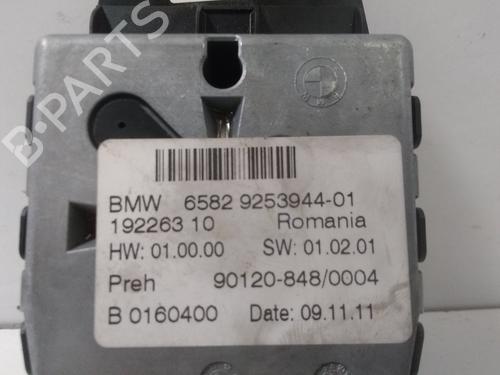 BMW 6582 9253944-01
192263 10 Romania
HW: 01.00.00 SW: 01.02.01
Preh 90120-848/0004
B 0160400 Date: 09.11.11
B-PARTS